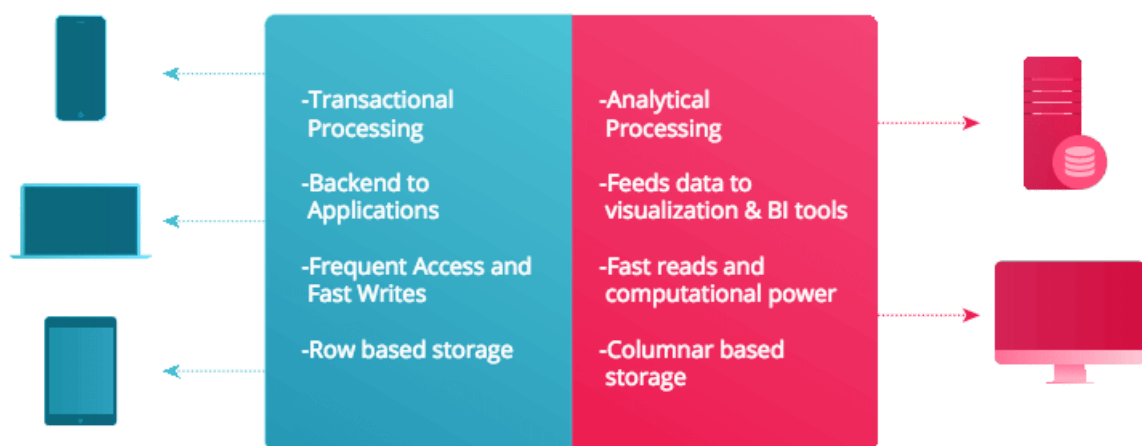 -Transactional
Processing
-Backend to
Applications
-Frequent Access and
Fast Writes
-Row based storage
-Analytical
Processing
-Feeds data to
visualization & BI tools
-Fast reads and
computational power
-Columnar based
storage